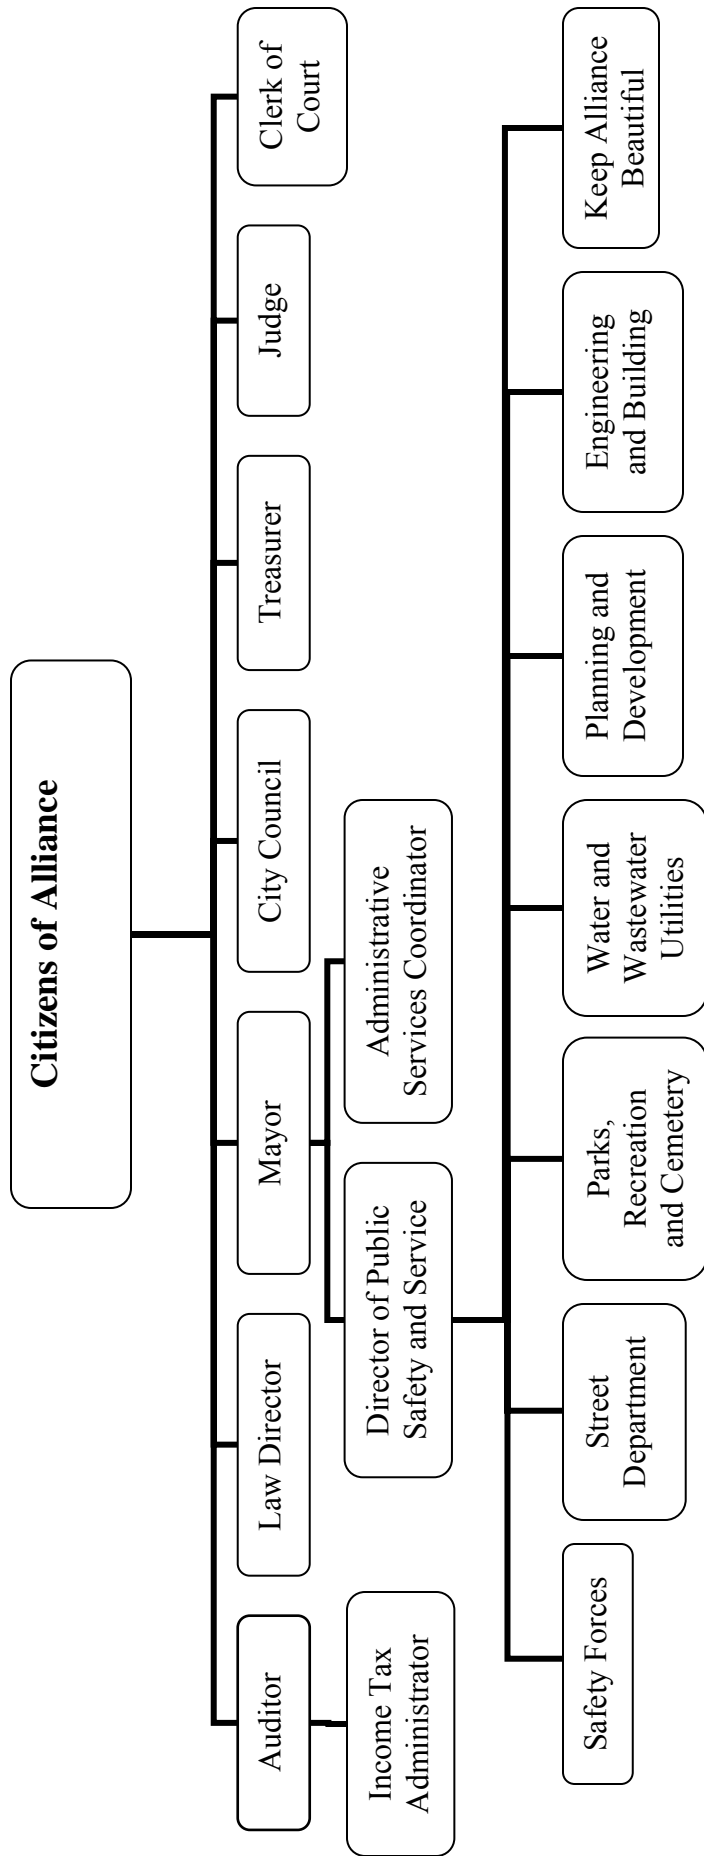 Citizens of Alliance
Auditor
Law Director
Mayor
City Council
Treasurer
Judge
Clerk of
Court
Income Tax
Administrator
Director of Public
Safety and Service
Administrative
Services Coordinator
Safety Forces
Street
Department
Parks,
Recreation
and Cemetery
Water and
Wastewater
Utilities
Planning and
Development
Engineering
and Building
Keep Alliance
Beautiful